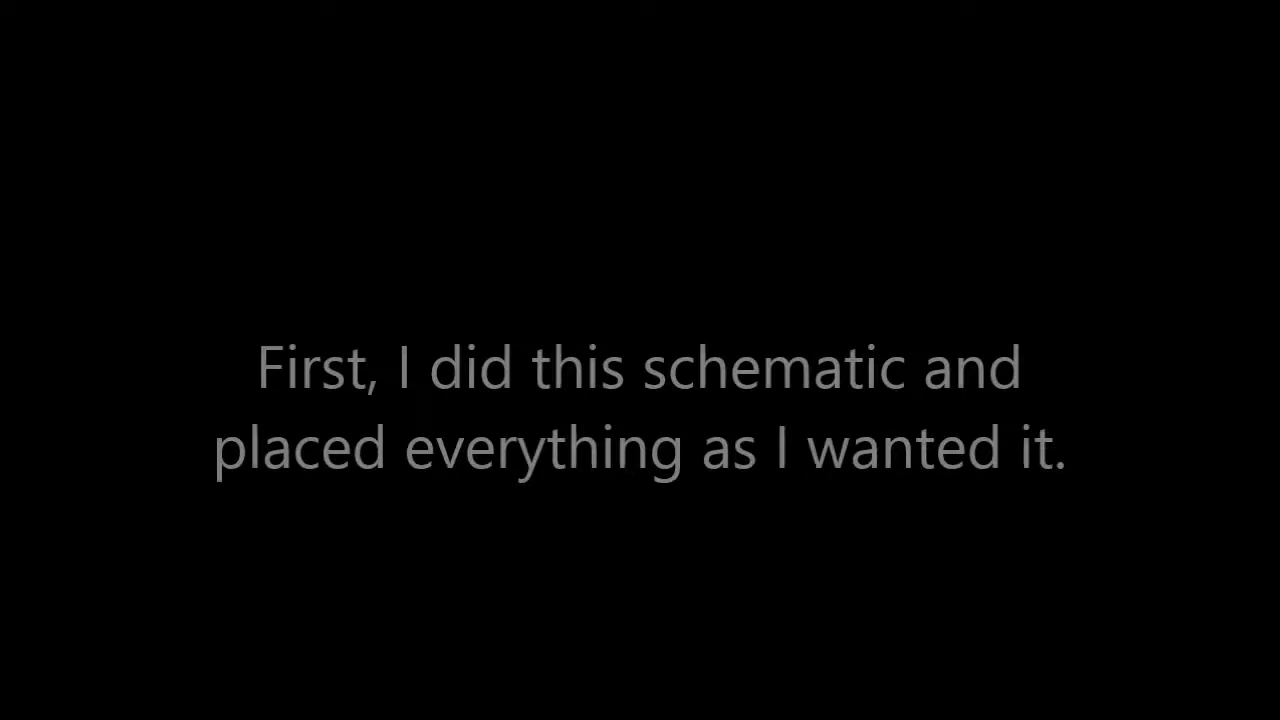 First, I did this schematic and
placed everything as I wanted it.